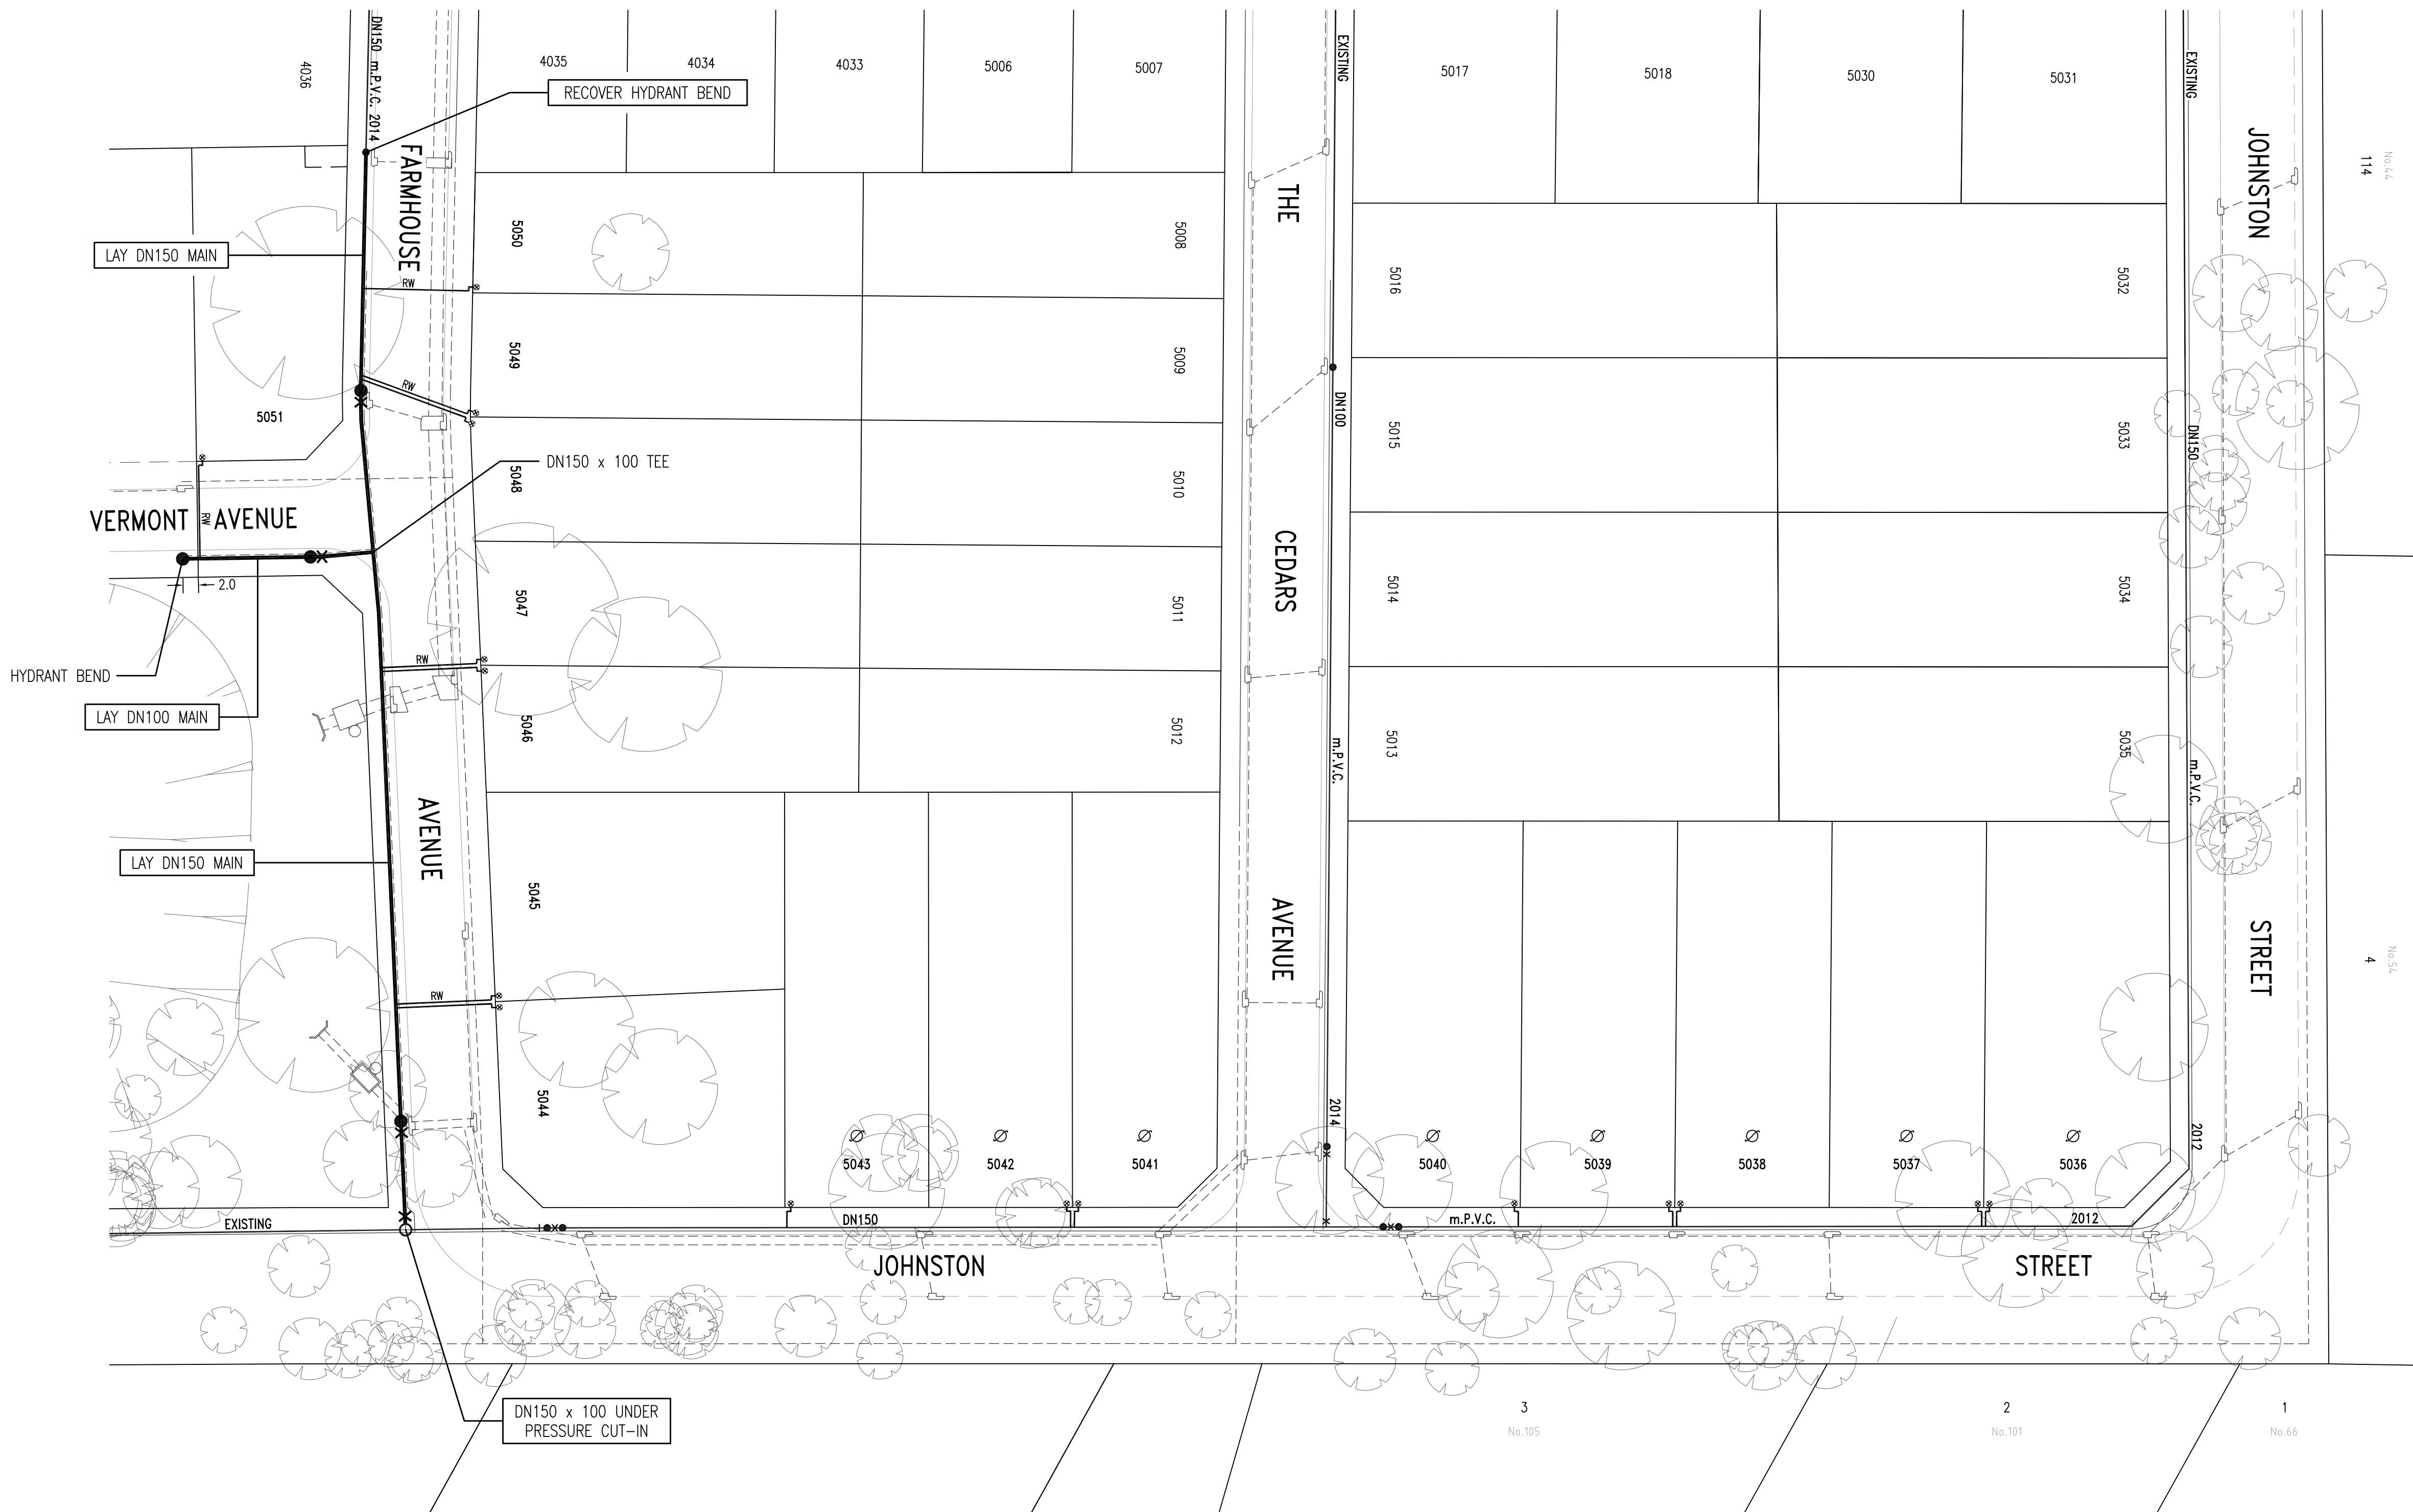 DN150 m.P.V.C. 2014
4036
4035
4034
4033
5006
5007
EXISTING
5017
5018
5030
5031
EXISTING
RECOVER HYDRANT BEND
FARMHOUSE
THE
JOHNSTON
114
No.44
LAY DN150 MAIN
5050
5008
5016
5032
RW
5049
5009
RW
DN100
5051
5015
5033
DN150
DN150 x 100 TEE
5048
5010
VERMONT AVENUE
RW
CEDARS
2.0
5047
5011
5014
5034
RW
HYDRANT BEND
LAY DN100 MAIN
5046
5012
m.P.V.C.
5013
5035
m.P.V.C.
AVENUE
LAY DN150 MAIN
5045
AVENUE
STREET
4
No.54
RW
5044
2014
2012
5043
5042
5041
5040
5039
5038
5037
5036
EXISTING
DN150
m.P.V.C.
2012
JOHNSTON
STREET
DN150 x 100 UNDER
PRESSURE CUT-IN
3
No.105
2
No.101
1
No.66